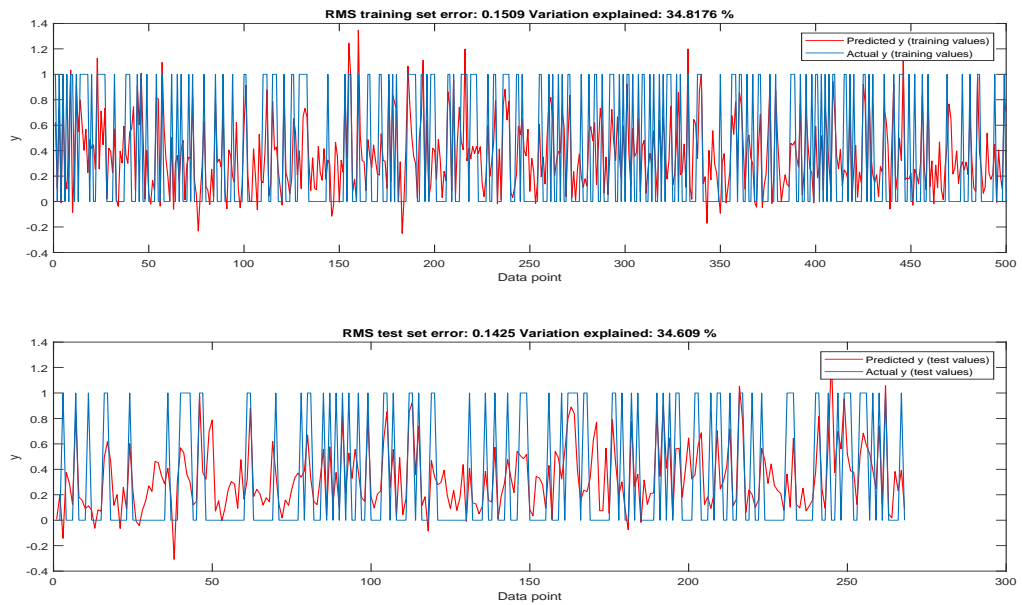 RMS training set error: 0.1509 Variation explained: 34.8176 %
1.4
1.2
1
0.8
0.6
0.4
0.2
0
-0.2
-0.4
y
Predicted y (training values)
Actual y (training values)
0 50 100 150 200 250 300 350 400 450 500
Data point
RMS test set error: 0.1425 Variation explained: 34.609 %
1.4
1.2
1
0.8
0.6
0.4
0.2
0
-0.2
-0.4
y
Predicted y (test values)
Actual y (test values)
0 50 100 150 200 250 300
Data point